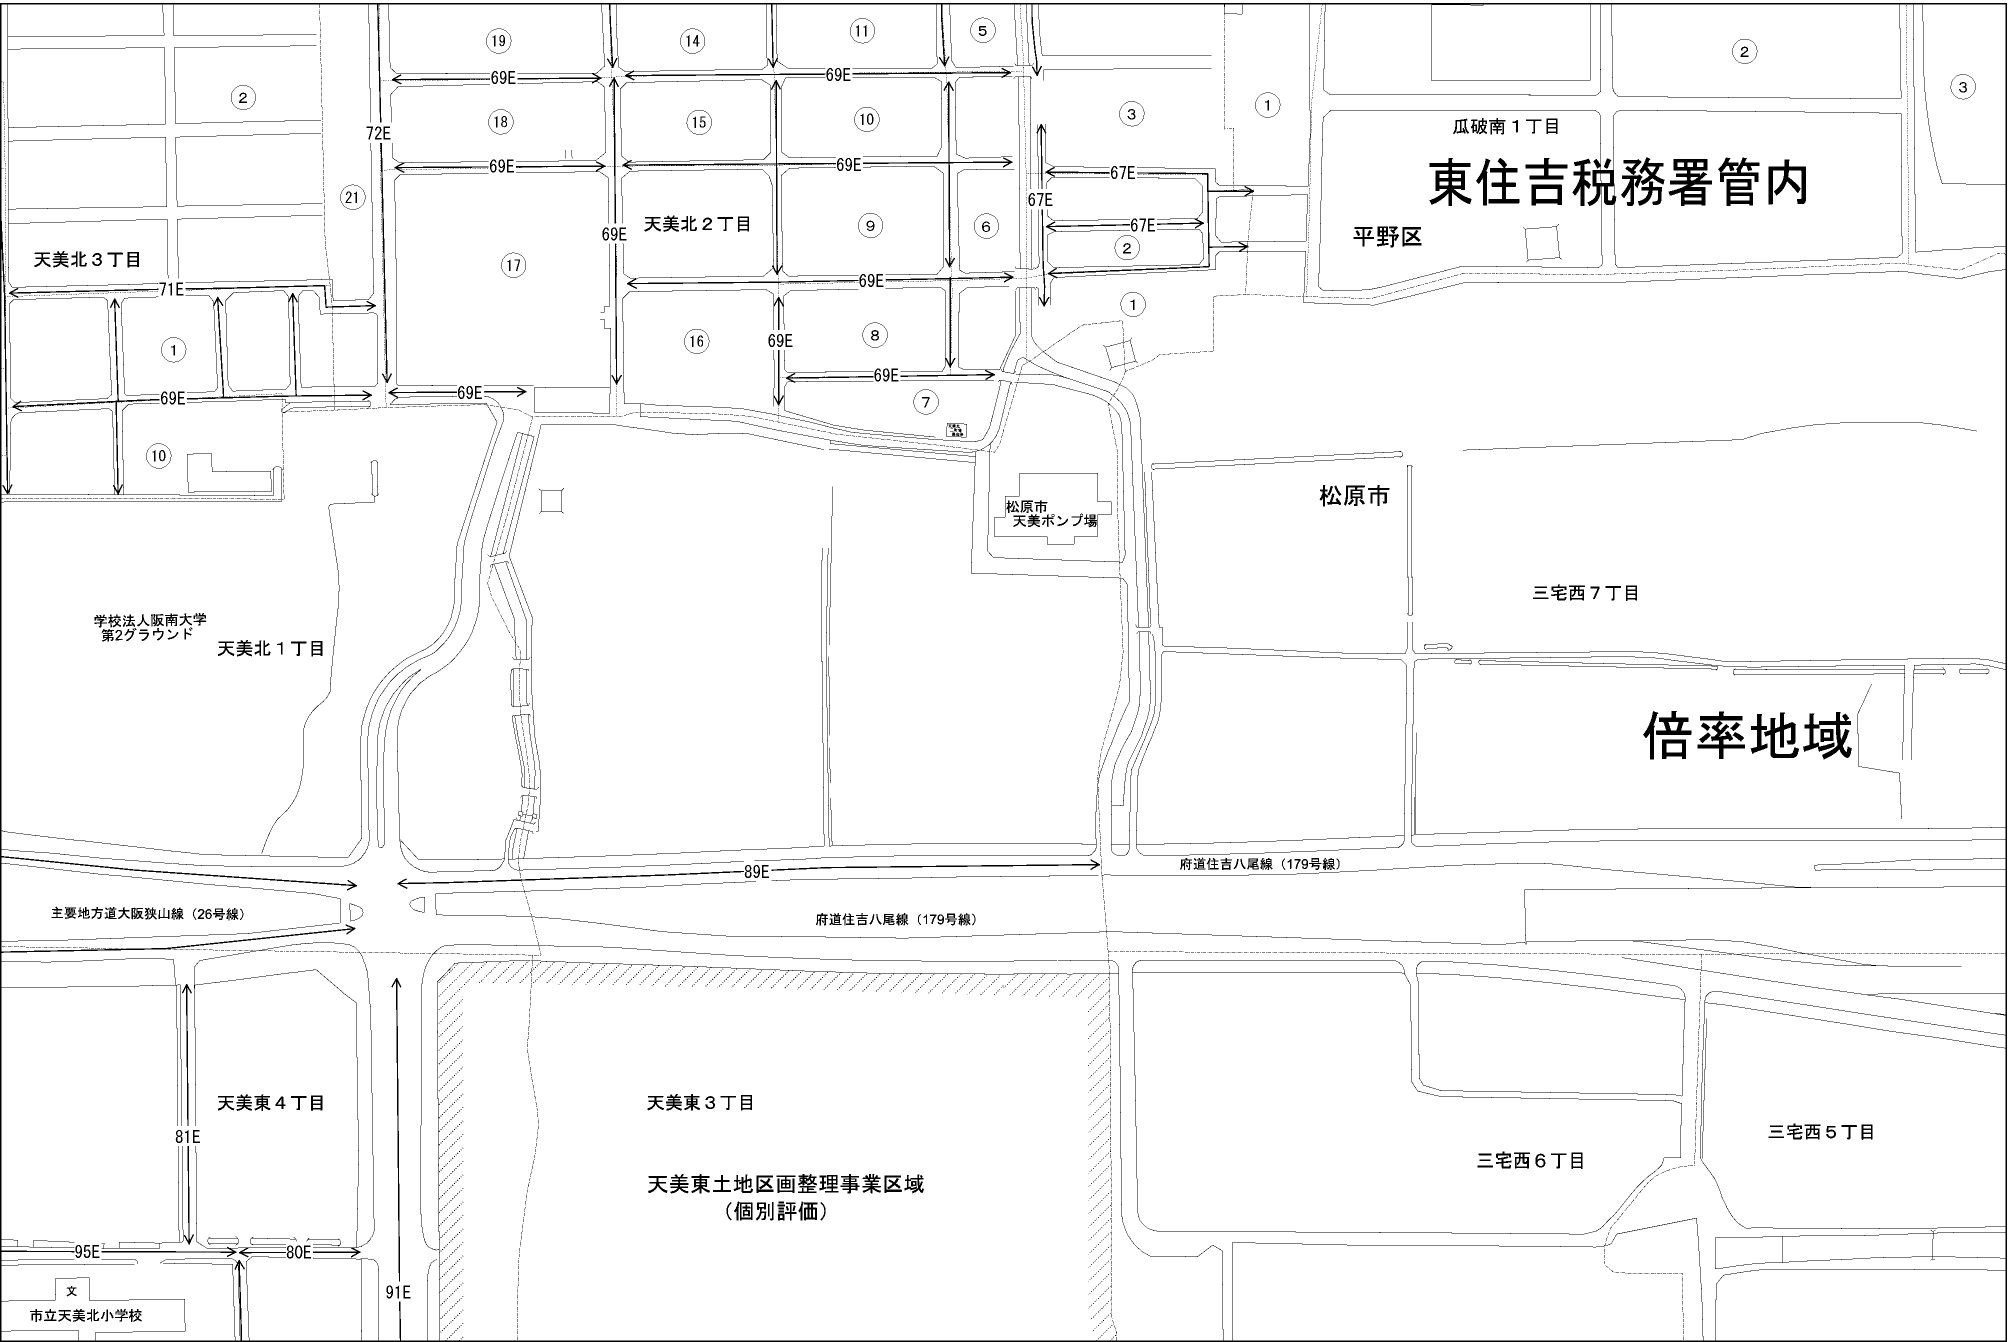 ⑲
⑭
⑪
⑤
②
69E
69E
③
②
①
③
72E
⑱
⑮
⑩
瓜破南１丁目
69E
69E
67E
東住吉税務署管内
㉑
67E
天美北２丁目
⑨
⑥
67E
69E
平野区
②
天美北３丁目
⑰
71E
69E
①
①
⑯
69E
⑧
69E
69E
69E
⑦
⑩
松原市
松原市
天美ポンプ場
三宅西７丁目
学校法人阪南大学
第2グラウンド
天美北１丁目
倍率地域
89E
府道住吉八尾線（179号線）
主要地方道大阪狭山線（26号線）
府道住吉八尾線（179号線）
天美東４丁目
天美東３丁目
81E
三宅西５丁目
三宅西６丁目
天美東土地区画整理事業区域
（個別評価）
95E
80E
91E
文
市立天美北小学校